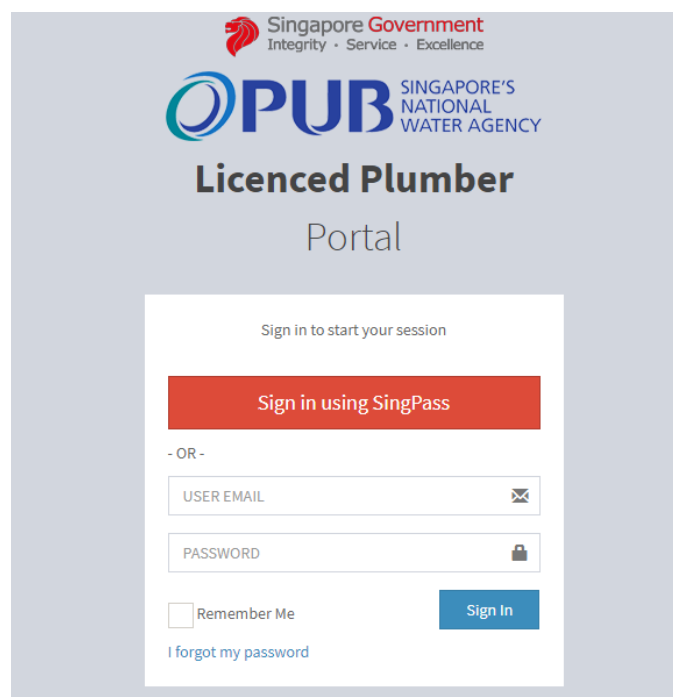 Singapore Government
Integrity · Service · Excellence
PUB
SINGAPORE'S
NATIONAL
WATER AGENCY
Licenced Plumber
Portal
Sign in to start your session
Sign in using SingPass
- OR -
USER EMAIL
PASSWORD
Remember Me
Sign In
I forgot my password